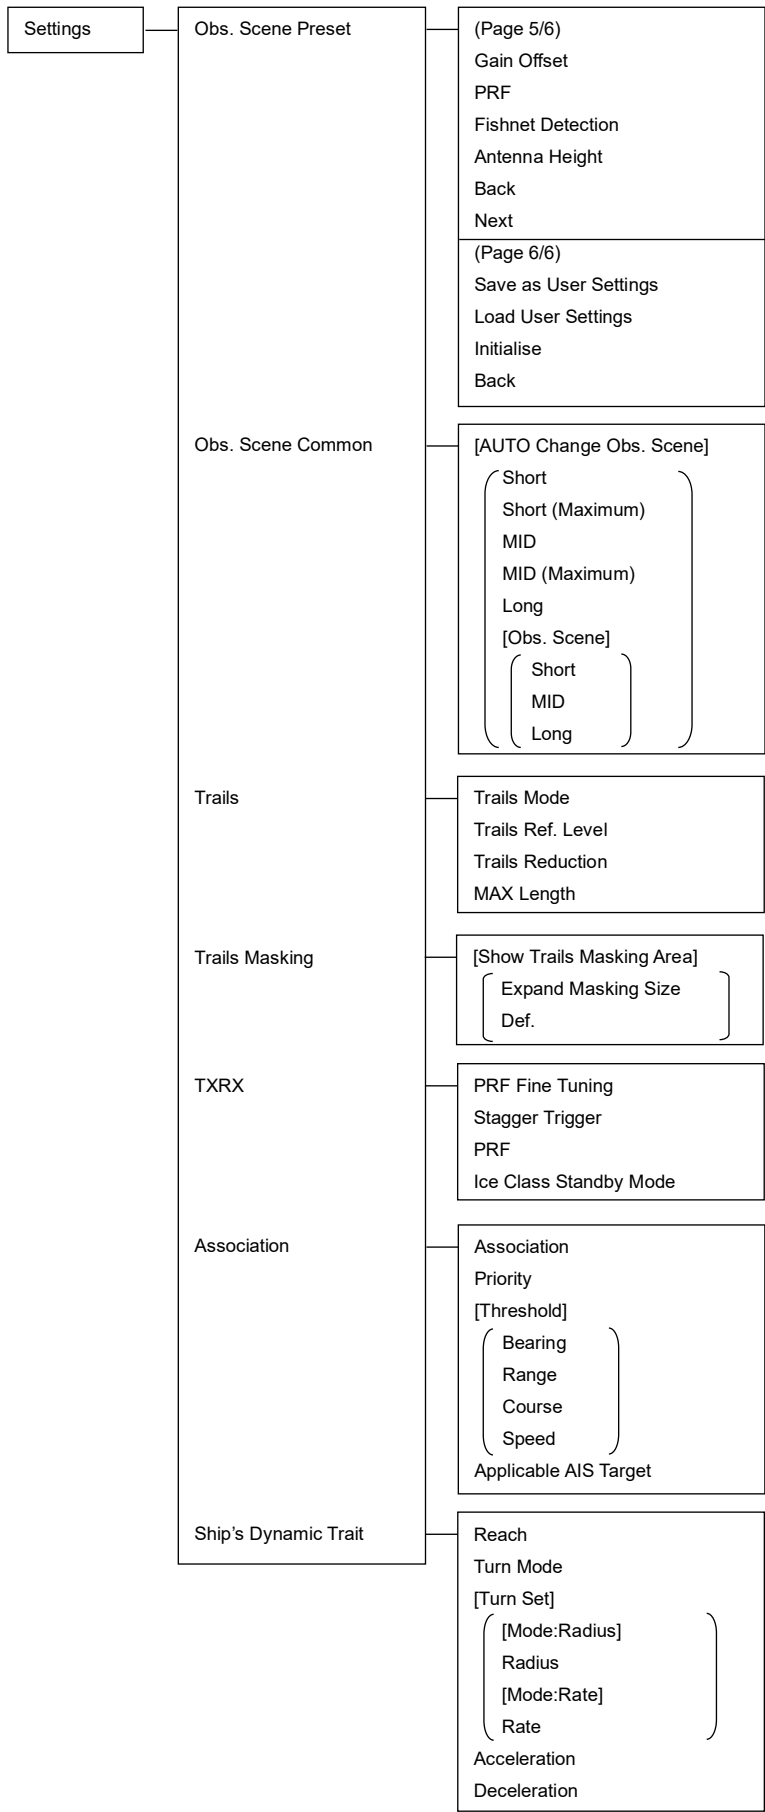 Settings
Obs. Scene Preset
(Page 5/6)
Gain Offset
PRF
Fishnet Detection
Antenna Height
Back
Next
(Page 6/6)
Save as User Settings
Load User Settings
Initialise
Back
Obs. Scene Common
[AUTO Change Obs. Scene]
Short
Short (Maximum)
MID
MID (Maximum)
Long
[Obs. Scene]
Short
MID
Long
Trails
Trails Mode
Trails Ref. Level
Trails Reduction
MAX Length
Trails Masking
[Show Trails Masking Area]
Expand Masking Size
Def.
TXRX
PRF Fine Tuning
Stagger Trigger
PRF
Ice Class Standby Mode
Association
Association
Priority
[Threshold]
Bearing
Range
Course
Speed
Applicable AIS Target
Ship’s Dynamic Trait
Reach
Turn Mode
[Turn Set]
[Mode:Radius]
Radius
[Mode:Rate]
Rate
Acceleration
Deceleration